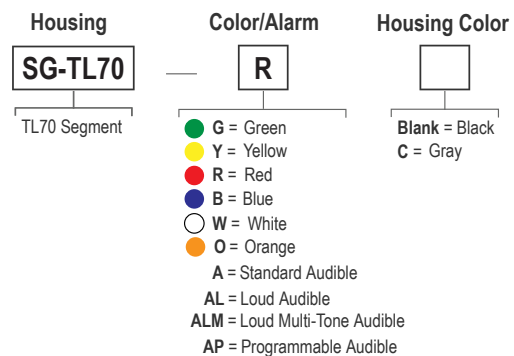 Housing
Color/Alarm
Housing Color
SG-TL70
—
R
TL70 Segment
G = Green
Y = Yellow
R = Red
B = Blue
W = White
O = Orange
A = Standard Audible
AL = Loud Audible
ALM = Loud Multi-Tone Audible
AP = Programmable Audible
Blank = Black
C = Gray